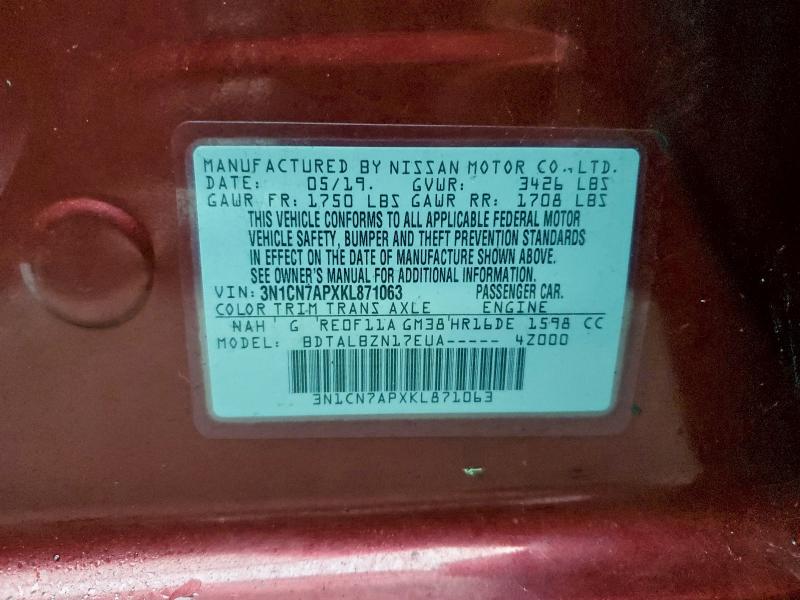 MANUFACTURED BY NISSAN MOTOR CO., LTD.
DATE: 05/19. GVWR: 3426 LBS
GAWR FR: 1750 LBS GAWR RR: 1708 LBS
THIS VEHICLE CONFORMS TO ALL APPLICABLE FEDERAL MOTOR
VEHICLE SAFETY, BUMPER AND THEFT PREVENTION STANDARDS
IN EFFECT ON THE DATE OF MANUFACTURE SHOWN ABOVE.
SEE OWNER'S MANUAL FOR ADDITIONAL INFORMATION.
VIN: 3N1CN7APXKL871063 PASSENGER CAR.
COLOR TRIM TRANS AXLE ENGINE
NAH ' G 'RE0F11A GM38'HR16DE 1598 CC
MODEL: BDTALBZN17EUA----- 4Z000
3N1CN7APXKL871063